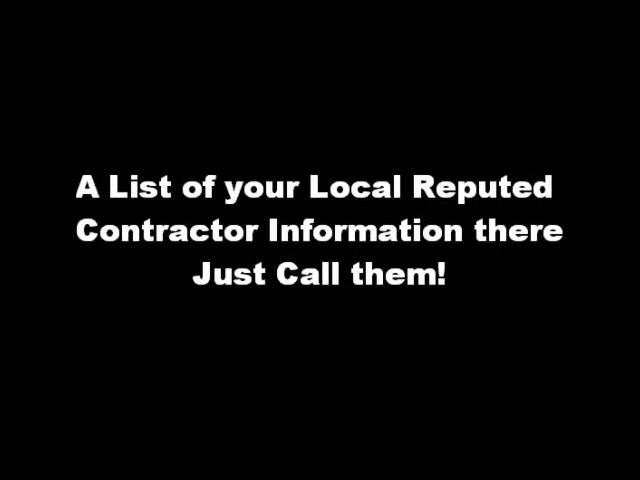 A List of your Local Reputed
Contractor Information there
Just Call them!